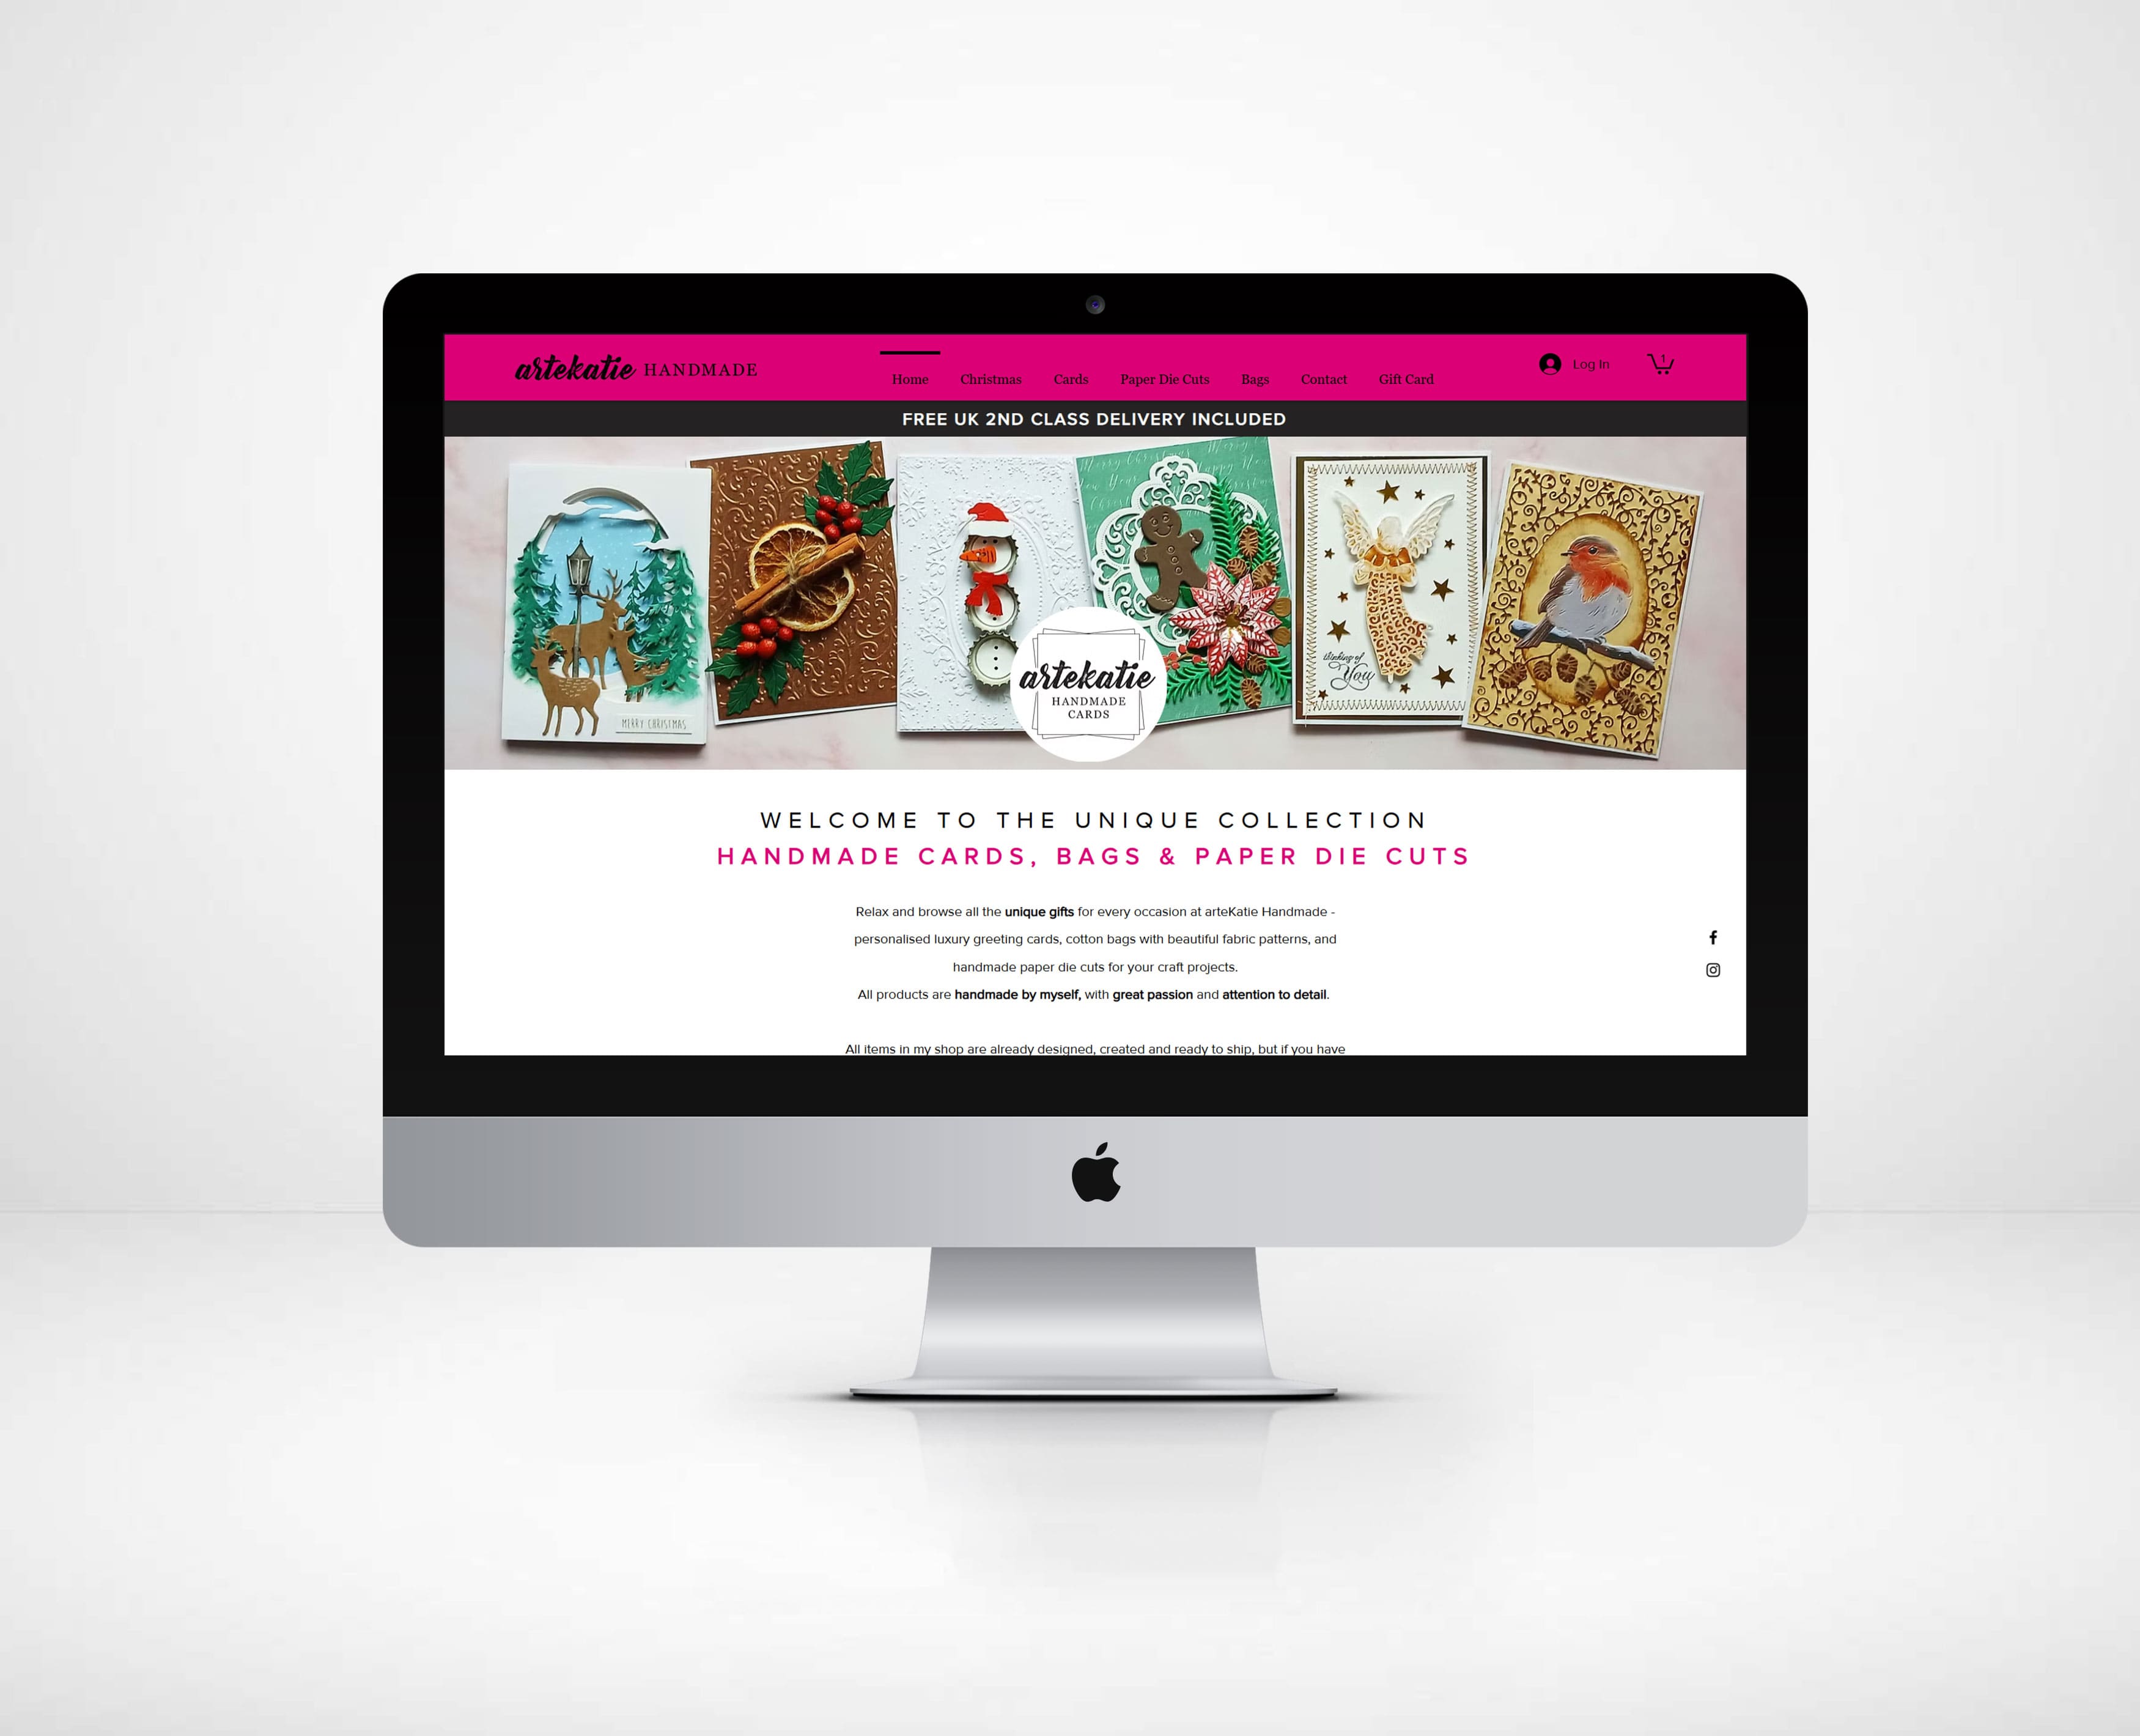 artekatie HANDMADE
Home Christmas Cards Paper Die Cuts Bags Contact Gift Card
Log In
1
FREE UK 2ND CLASS DELIVERY INCLUDED
MERRY CHRISTMAS
Merry Christmas
thinking of
You
artekatie
HANDMADE
CARDS
WELCOME TO THE UNIQUE COLLECTION
HANDMADE CARDS, BAGS & PAPER DIE CUTS
Relax and browse all the unique gifts for every occasion at arteKatie Handmade -
personalised luxury greeting cards, cotton bags with beautiful fabric patterns, and
handmade paper die cuts for your craft projects.
All products are handmade by myself, with great passion and attention to detail.
All items in my shop are already designed, created and ready to ship, but if you have